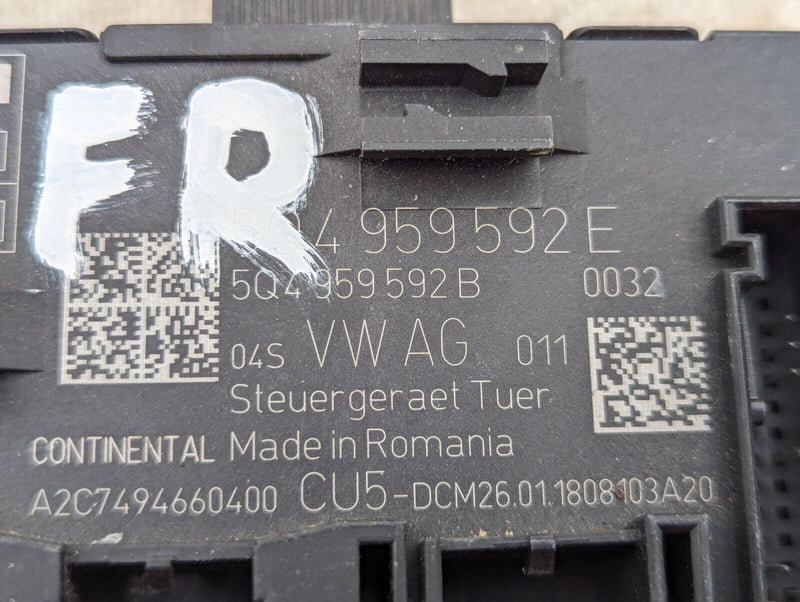 FR
5Q4 959 592 E
5Q4 959 592 B 0032
04S VW AG 011
Steuergeraet Tuer
CONTINENTAL Made in Romania
A2C7494660400 CU5-DCM26.01.1808103A20